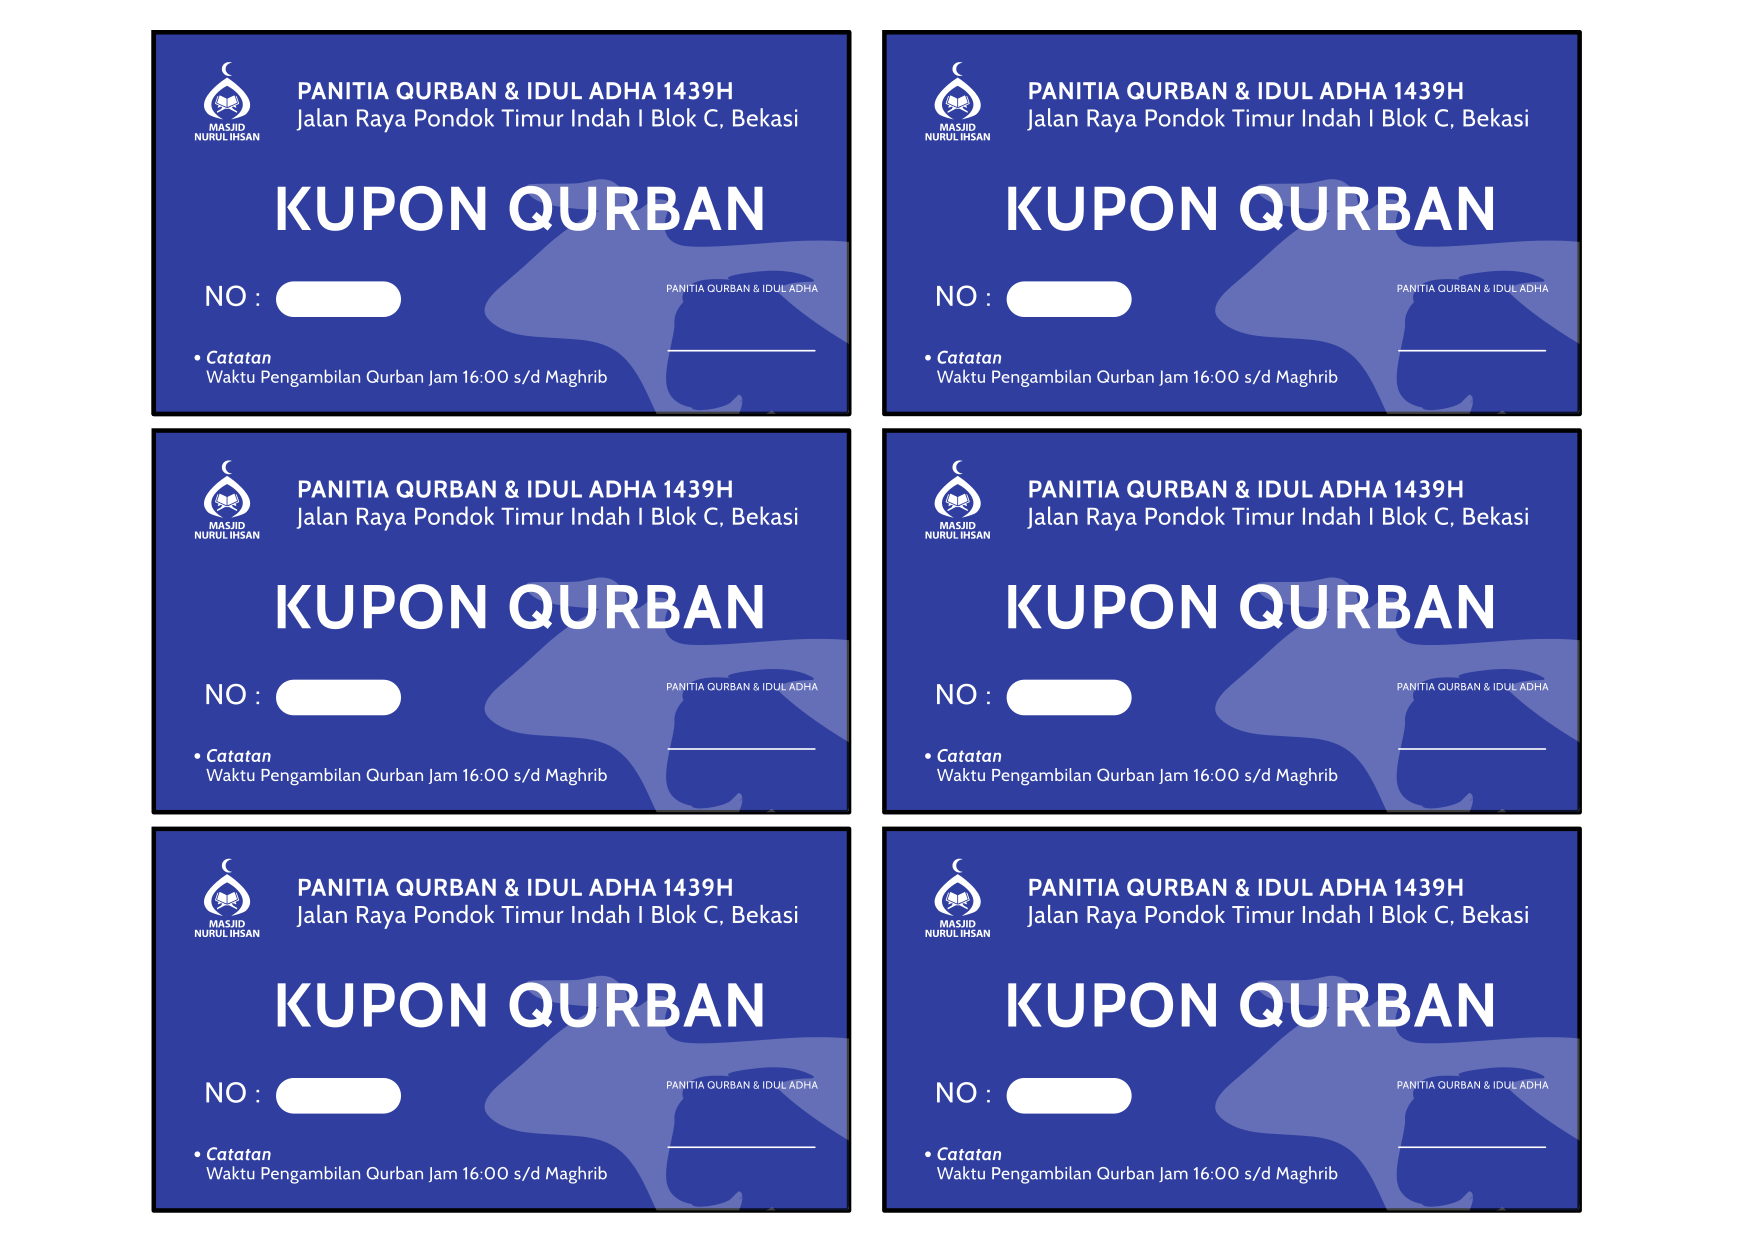 MASJID
NURUL IHSAN
PANITIA QURBAN & IDUL ADHA 1439H
Jalan Raya Pondok Timur Indah I Blok C, Bekasi
KUPON QURBAN
NO :
PANITIA QURBAN & IDUL ADHA
• Catatan
Waktu Pengambilan Qurban Jam 16:00 s/d Maghrib
MASJID
NURUL IHSAN
PANITIA QURBAN & IDUL ADHA 1439H
Jalan Raya Pondok Timur Indah I Blok C, Bekasi
KUPON QURBAN
NO :
PANITIA QURBAN & IDUL ADHA
• Catatan
Waktu Pengambilan Qurban Jam 16:00 s/d Maghrib
MASJID
NURUL IHSAN
PANITIA QURBAN & IDUL ADHA 1439H
Jalan Raya Pondok Timur Indah I Blok C, Bekasi
KUPON QURBAN
NO :
PANITIA QURBAN & IDUL ADHA
• Catatan
Waktu Pengambilan Qurban Jam 16:00 s/d Maghrib
MASJID
NURUL IHSAN
PANITIA QURBAN & IDUL ADHA 1439H
Jalan Raya Pondok Timur Indah I Blok C, Bekasi
KUPON QURBAN
NO :
PANITIA QURBAN & IDUL ADHA
• Catatan
Waktu Pengambilan Qurban Jam 16:00 s/d Maghrib
MASJID
NURUL IHSAN
PANITIA QURBAN & IDUL ADHA 1439H
Jalan Raya Pondok Timur Indah I Blok C, Bekasi
KUPON QURBAN
NO :
PANITIA QURBAN & IDUL ADHA
• Catatan
Waktu Pengambilan Qurban Jam 16:00 s/d Maghrib
MASJID
NURUL IHSAN
PANITIA QURBAN & IDUL ADHA 1439H
Jalan Raya Pondok Timur Indah I Blok C, Bekasi
KUPON QURBAN
NO :
PANITIA QURBAN & IDUL ADHA
• Catatan
Waktu Pengambilan Qurban Jam 16:00 s/d Maghrib